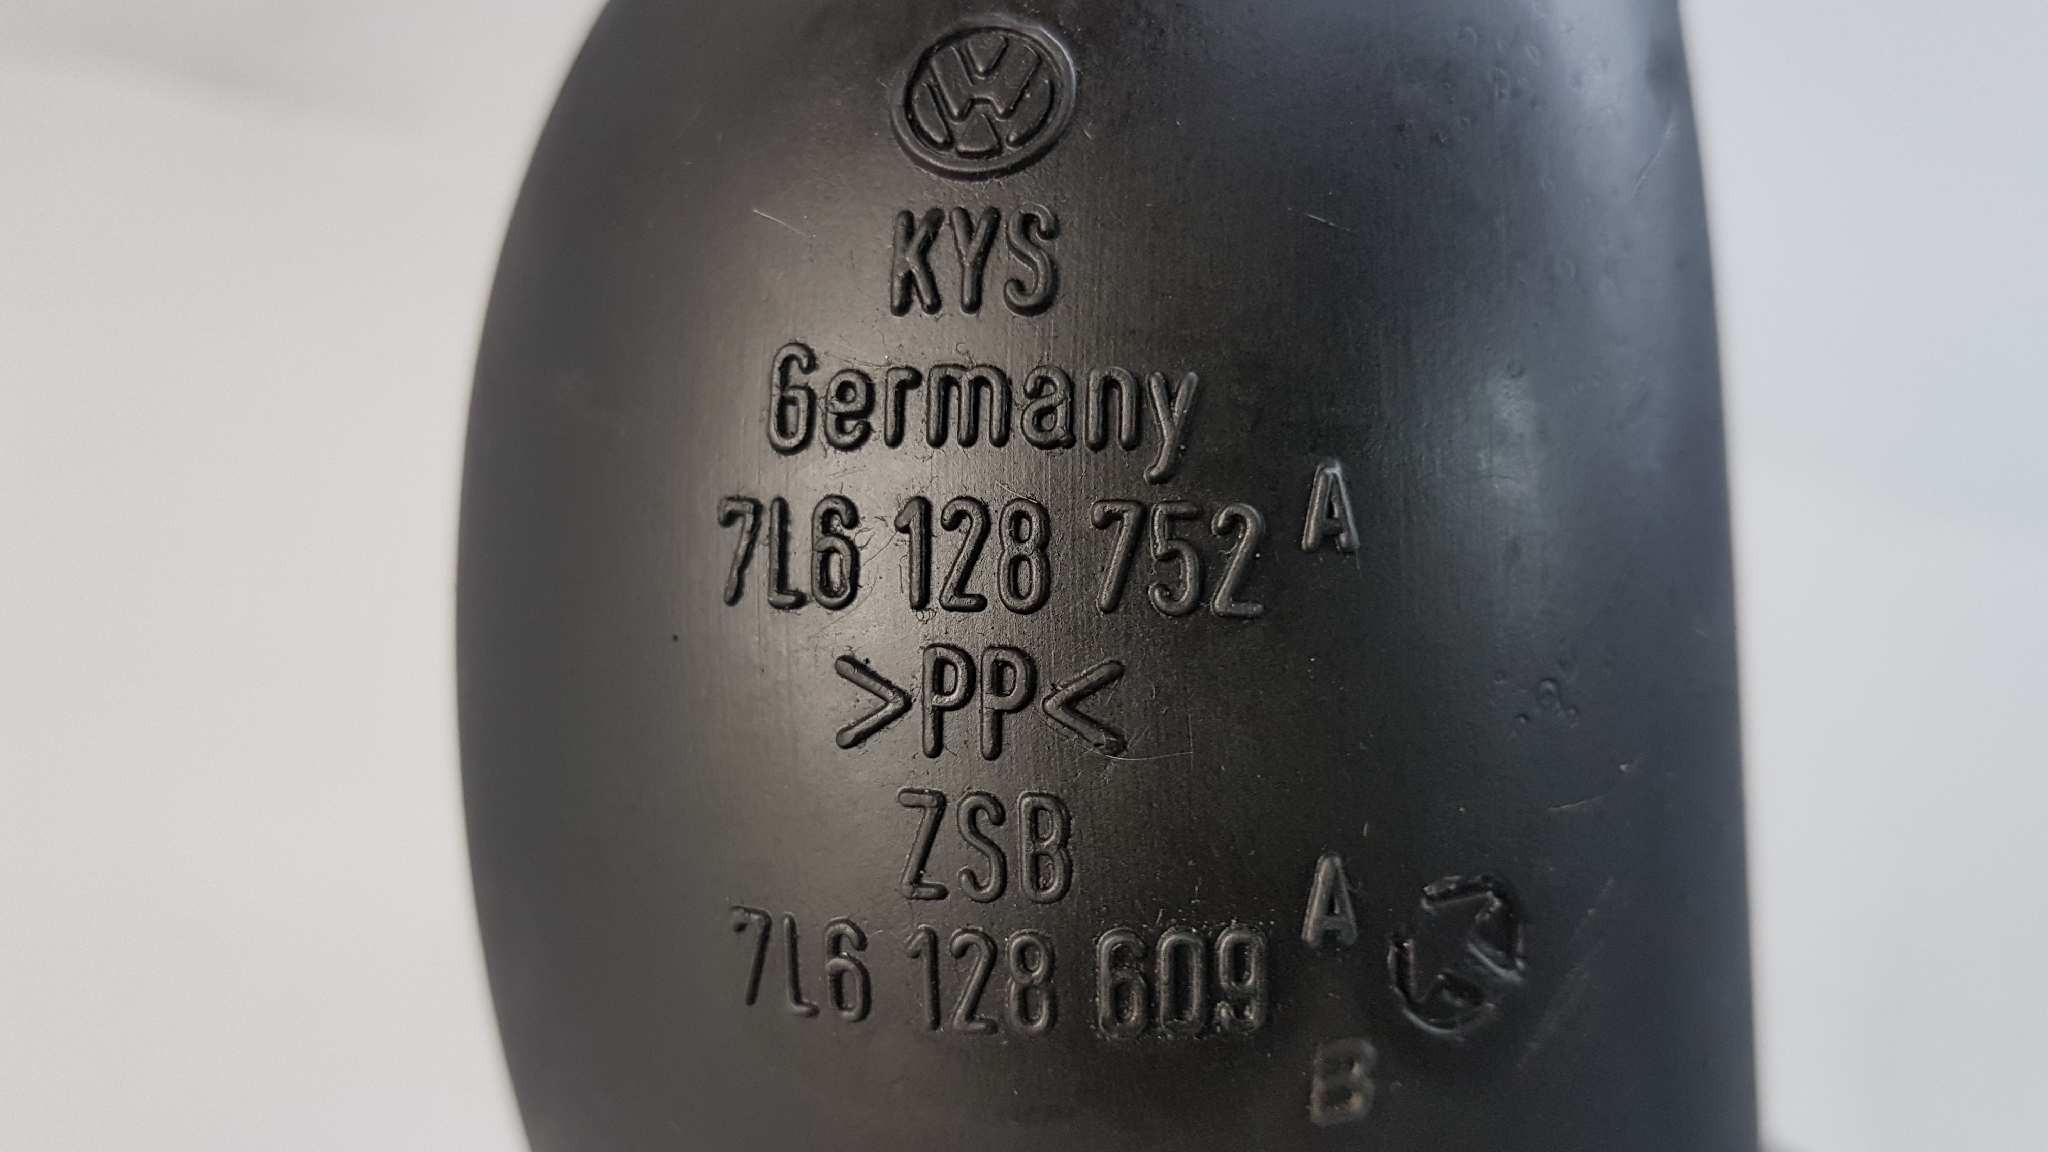 KYS
Germany
7L6 128 752 A
>PP<
ZSB
7L6 128 609 A
B